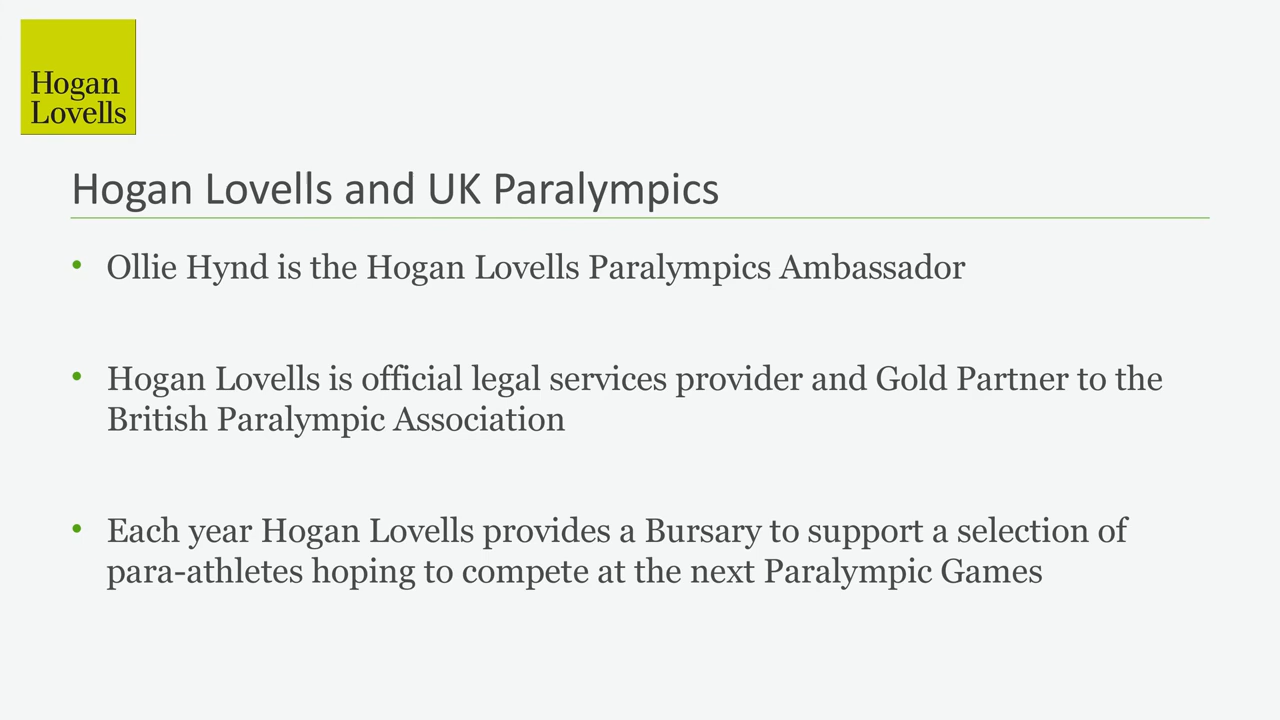 Hogan
Lovells
Hogan Lovells and UK Paralympics
• Ollie Hynd is the Hogan Lovells Paralympics Ambassador
• Hogan Lovells is official legal services provider and Gold Partner to the
British Paralympic Association
• Each year Hogan Lovells provides a Bursary to support a selection of
para-athletes hoping to compete at the next Paralympic Games